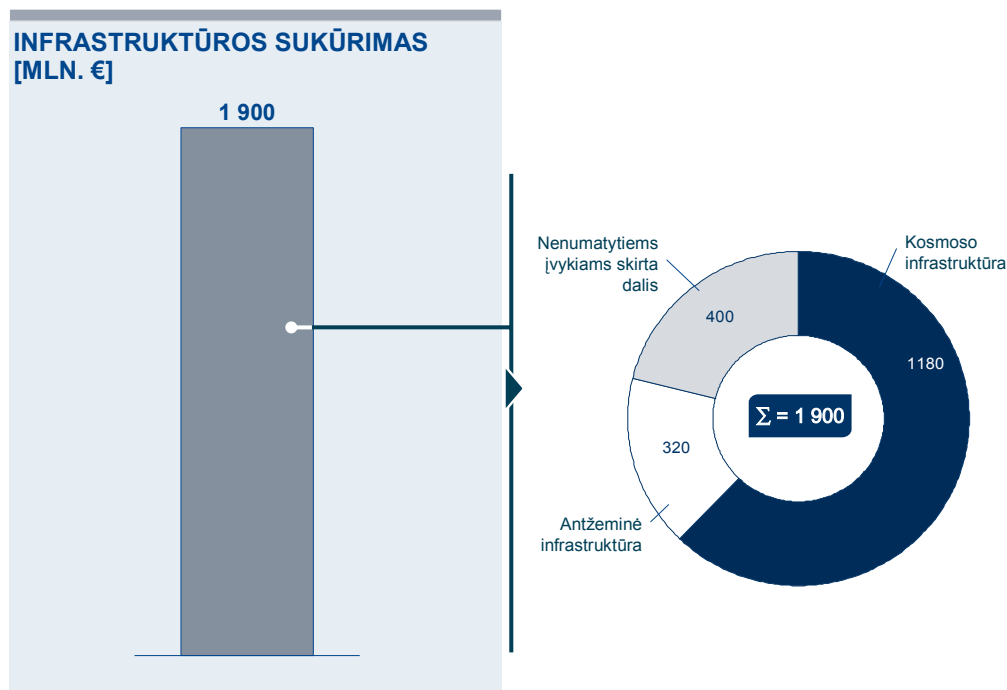 INFRASTRUKTŪROS SUKŪRIMAS
[MLN. €]
1 900
Nenumatytiems
įvykiams skirta
dalis
400
Kosmoso
infrastruktūra
1180
Σ = 1 900
320
Antžeminė
infrastruktūra